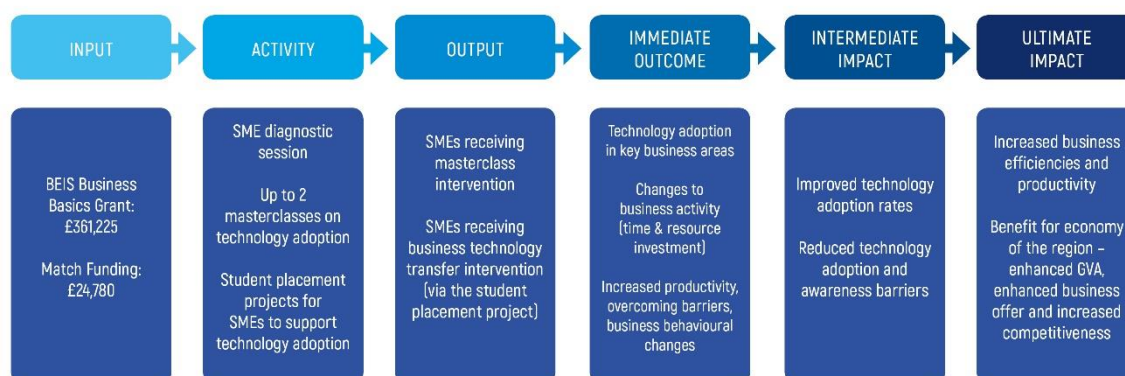 INPUT
ACTIVITY
OUTPUT
IMMEDIATE
OUTCOME
INTERMEDIATE
IMPACT
ULTIMATE
IMPACT
BEIS Business
Basics Grant:
£361,225
Match Funding:
£24,780
SME diagnostic
session
Up to 2
masterclasses on
technology adoption
Student placement
projects for
SMEs to support
technology adoption
SMEs receiving
masterclass
intervention
SMEs receiving
business technology
transfer intervention
(via the student
placement project)
Technology adoption
in key business areas
Changes to
business activity
(time & resource
investment)
Increased productivity,
overcoming barriers,
business behavioural
changes
Improved technology
adoption rates
Reduced technology
adoption and
awareness barriers
Increased business
efficiencies and
productivity
Benefit for economy
of the region –
enhanced GVA,
enhanced business
offer and increased
competitiveness